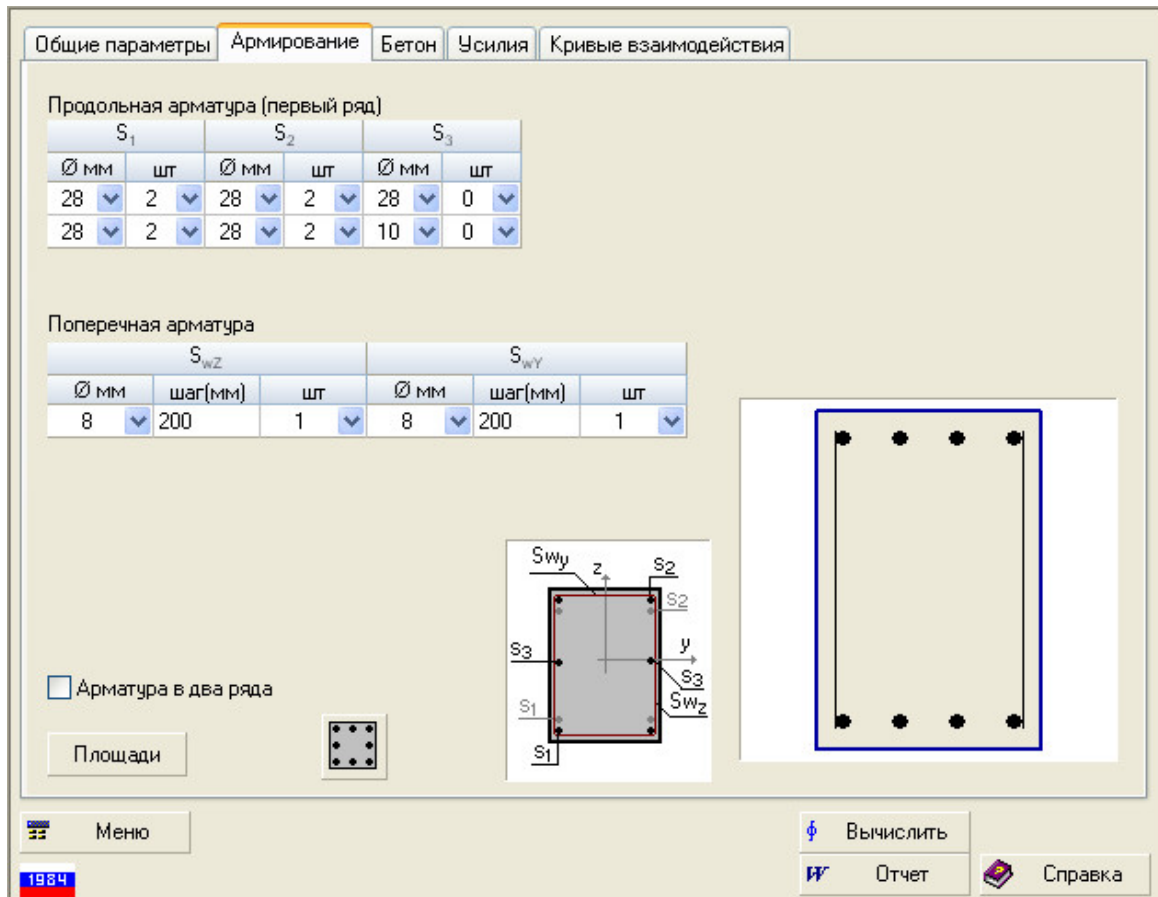 Общие параметры Армирование Бетон Усилия Кривые взаимодействия
Продольная арматура (первый ряд)
S1 S2 S3
Ø мм шт Ø мм шт Ø мм шт
28 2 28 2 28 0
28 2 28 2 10 0
Поперечная арматура
SwZ SwY
Ø мм шаг(мм) шт Ø мм шаг(мм) шт
8 200 1 8 200 1
Swy z S2
S2
S3 y
S3
S1 Swz
S1
Арматура в два ряда
Площади
Меню Вычислить
1984 W Отчет ? Справка